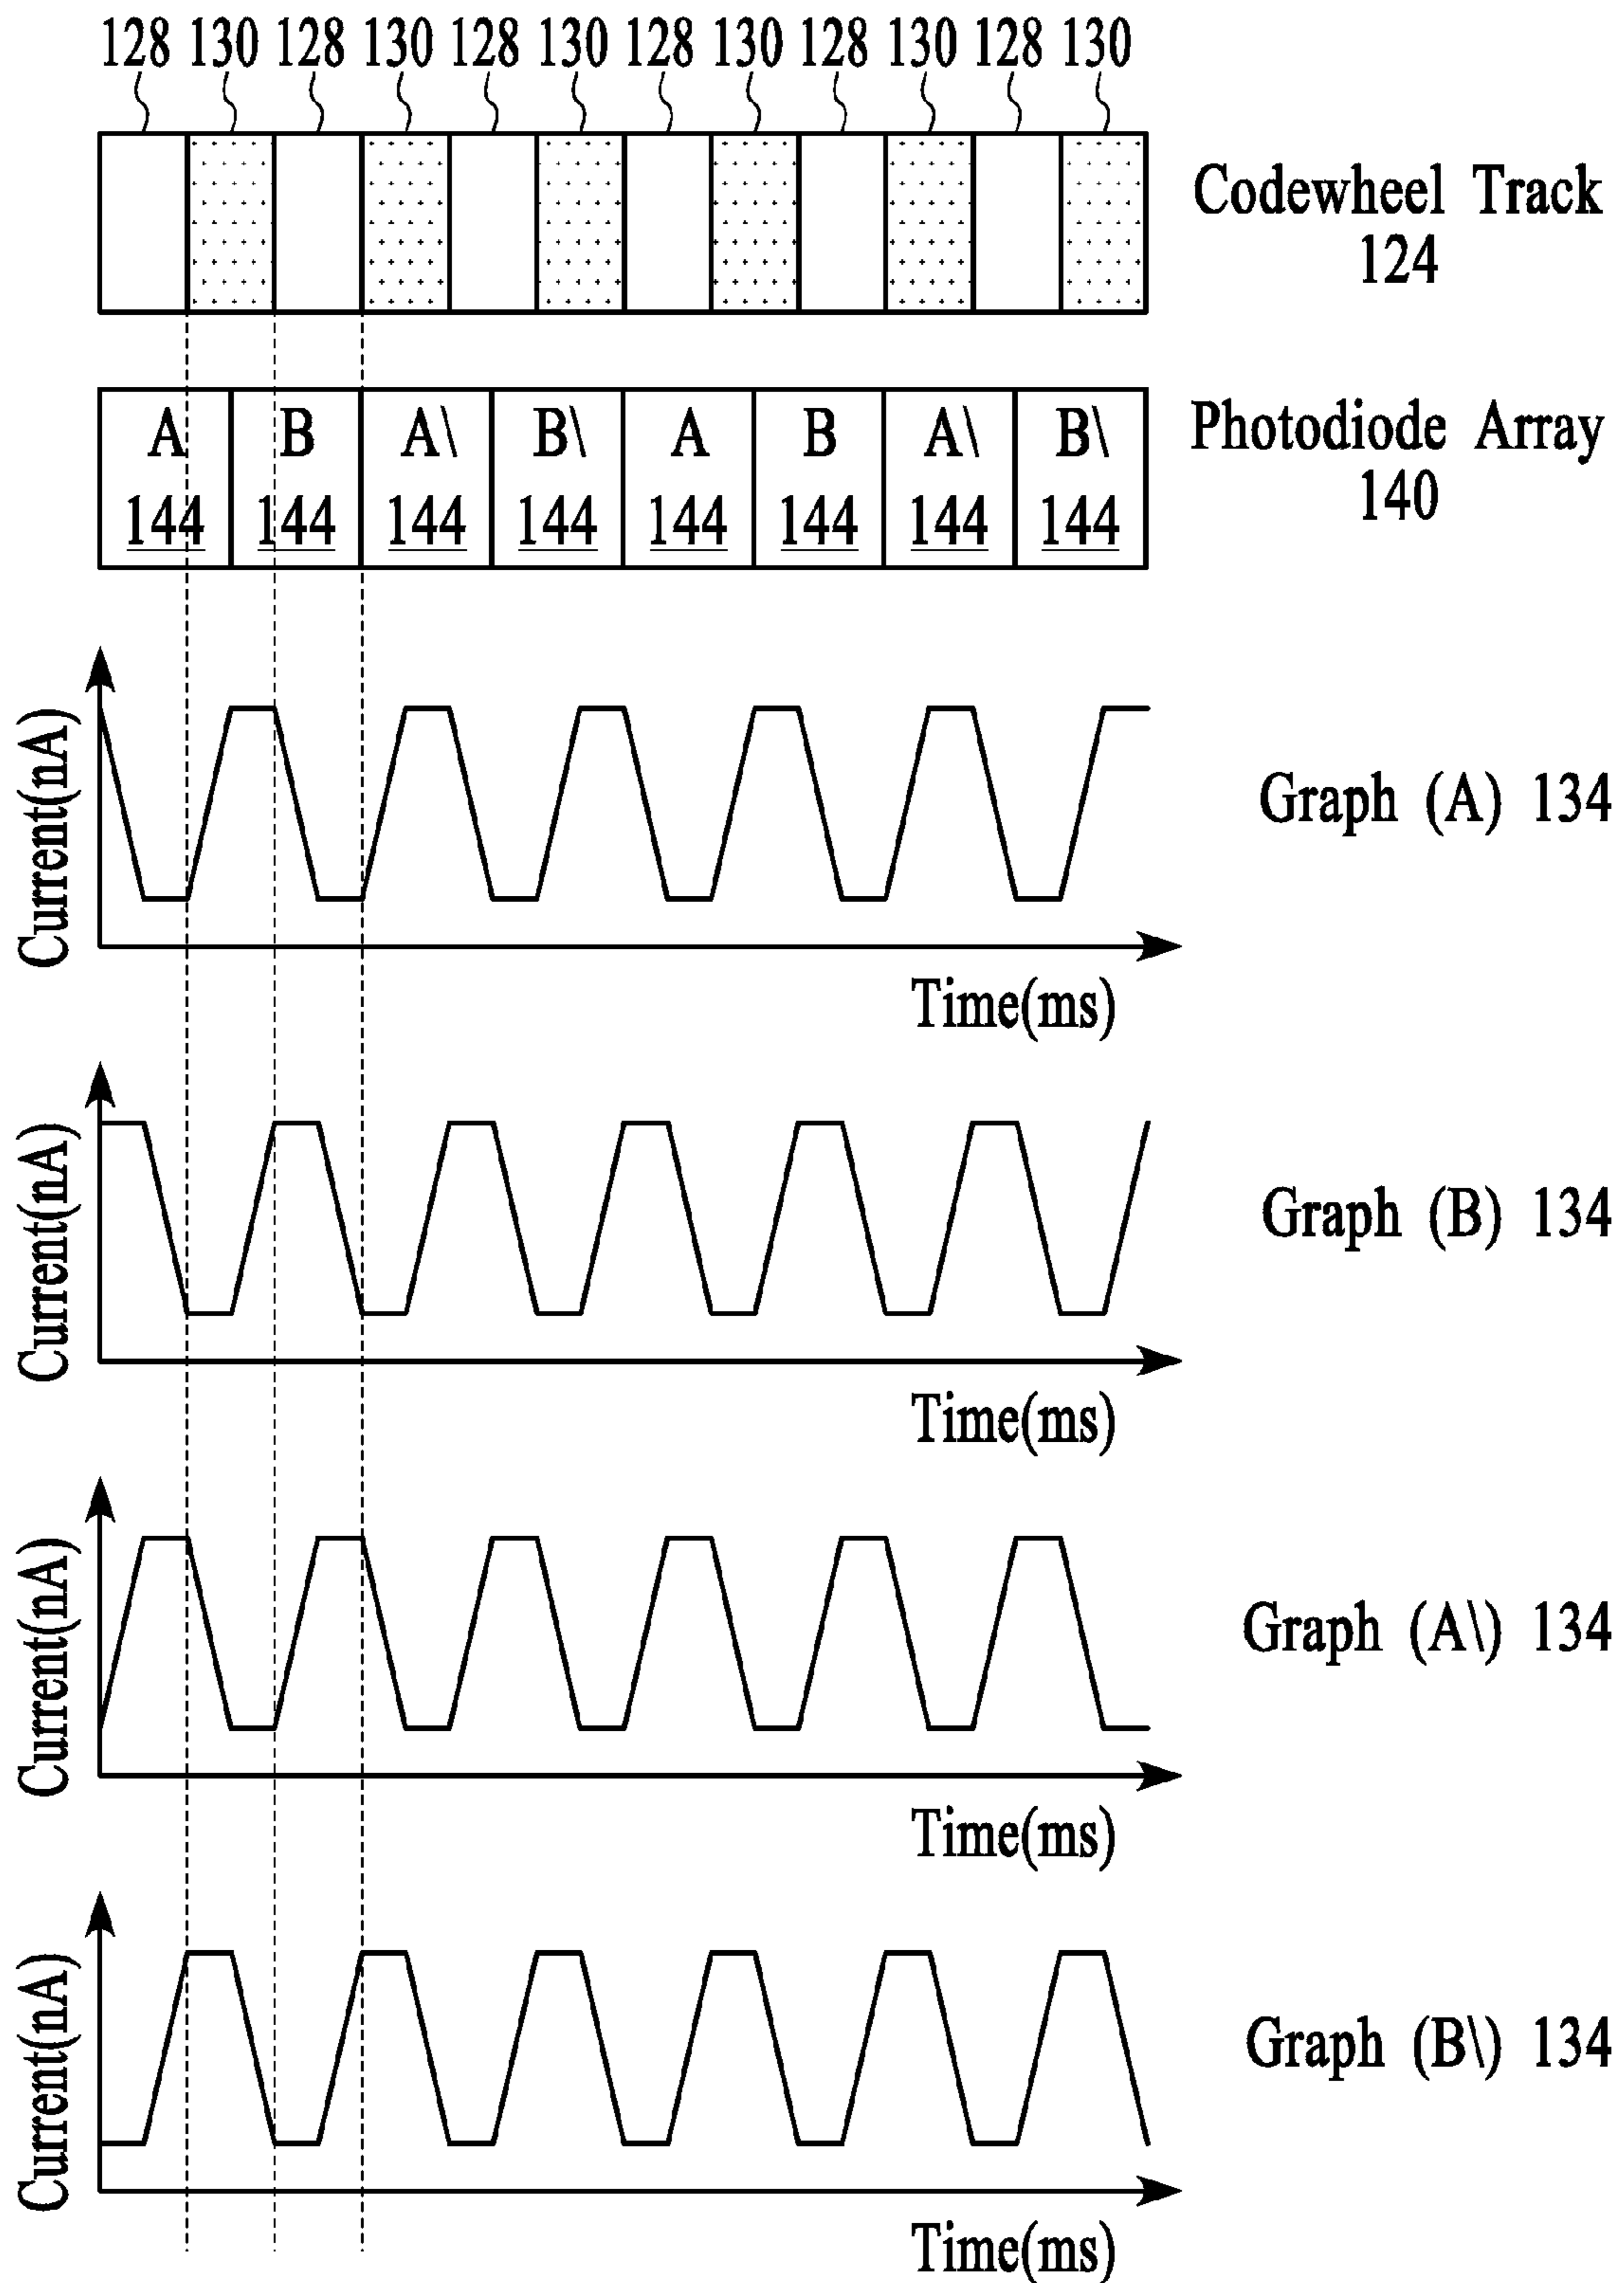 128 130 128 130 128 130 128 130 128 130 128 130
Codewheel Track
124
A B A\ B\ A B A\ B\
144 144 144 144 144 144 144 144
Photodiode Array
140
Current(nA)
Graph (A) 134
Time(ms)
Current(nA)
Graph (B) 134
Time(ms)
Current(nA)
Graph (A\) 134
Time(ms)
Current(nA)
Graph (B\) 134
Time(ms)